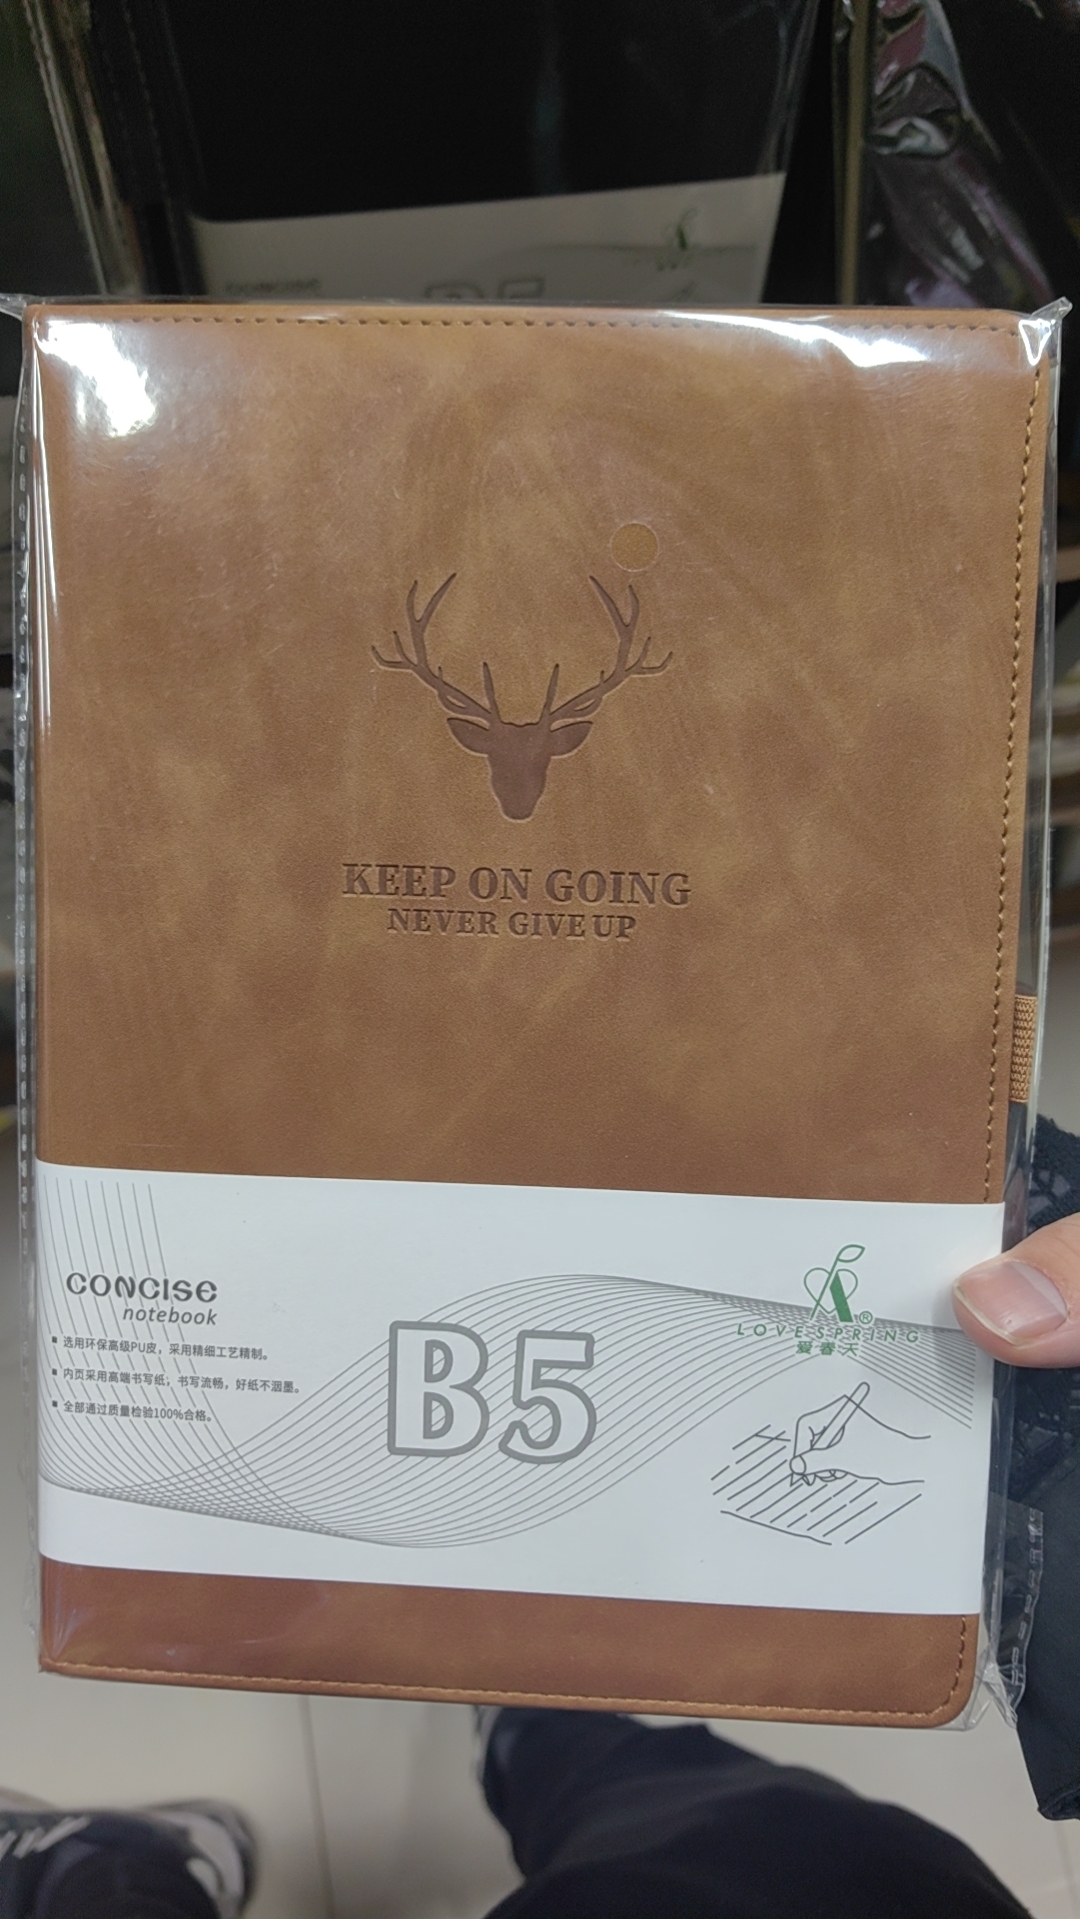 CONCISE
B5
KEEP ON GOING
NEVER GIVE UP
CONCISE
notebook
▪ 选用环保高级PU皮，采用精细工艺精制。
▪ 内页采用高端书写纸；书写流畅，好纸不洇墨。
▪ 全部通过质量检验100%合格。
B5
®
LOVESPRING
爱春天